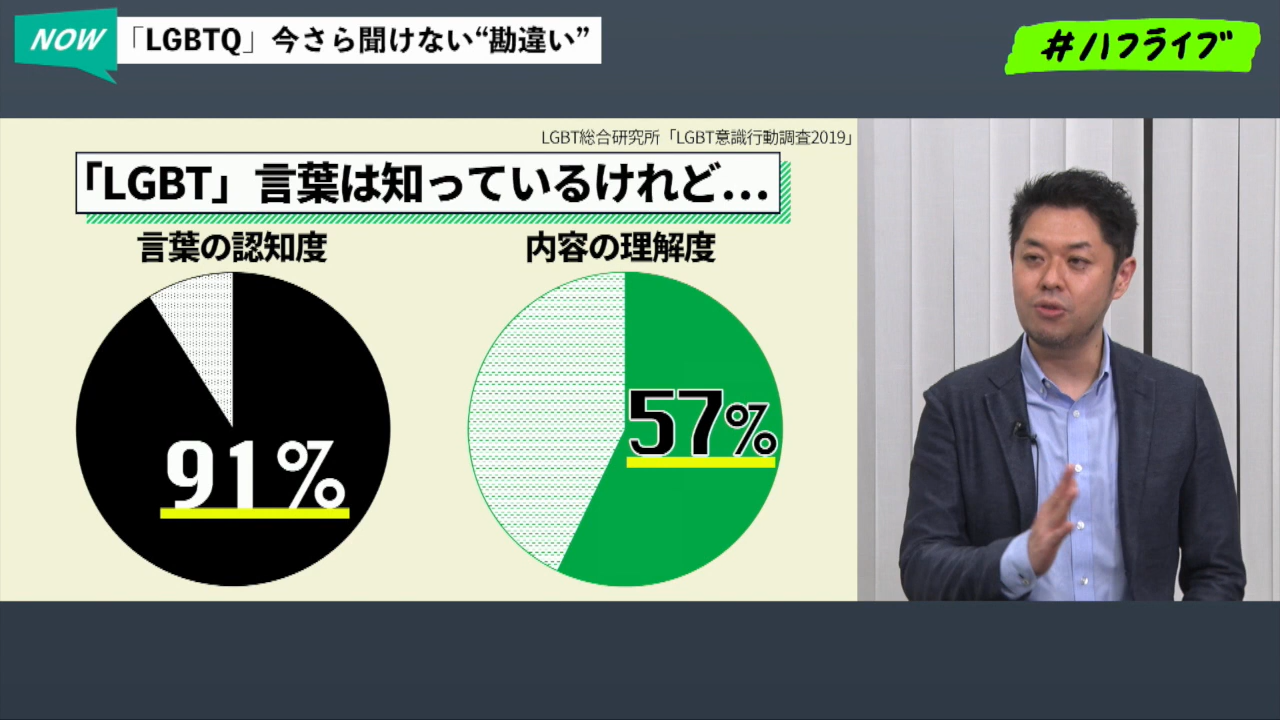 NOW
「LGBTQ」今さら聞けない“勘違い”
#ハフライブ
LGBT総合研究所「LGBT意識行動調査2019」
「LGBT」言葉は知っているけれど…
言葉の認知度
内容の理解度
91%
57%